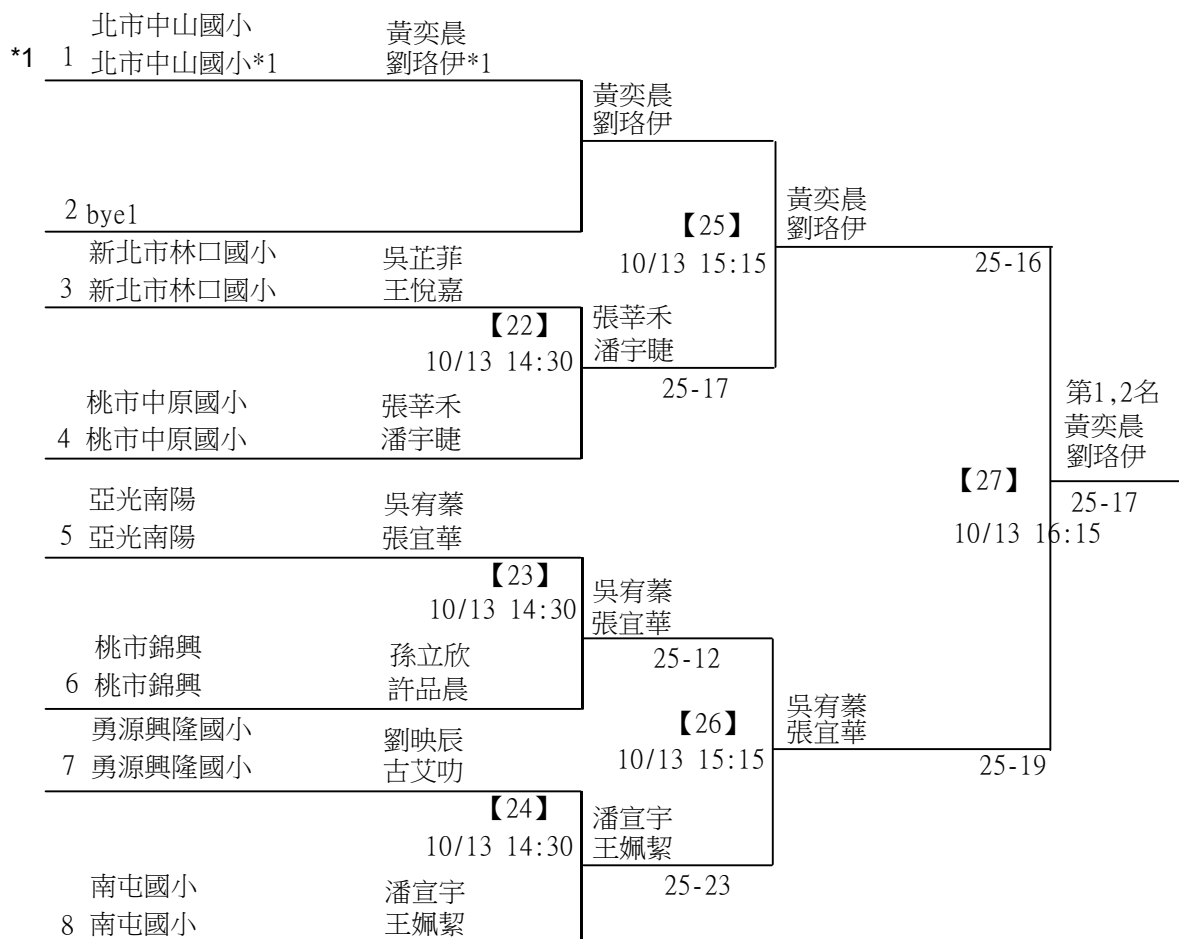 北市中山國小 黃奕晨
*1 1 北市中山國小*1 劉珞伊*1
黃奕晨
劉珞伊
2 bye1
黃奕晨
劉珞伊
【25】
10/13 15:15
25-16
新北市林口國小 吳芷菲
3 新北市林口國小 王悅嘉
【22】
10/13 14:30
張莘禾
潘宇睫
25-17
桃市中原國小 張莘禾
4 桃市中原國小 潘宇睫
第1,2名
黃奕晨
劉珞伊
【27】
25-17
10/13 16:15
亞光南陽 吳宥蓁
5 亞光南陽 張宜華
【23】
10/13 14:30
吳宥蓁
張宜華
25-12
桃市錦興 孫立欣
6 桃市錦興 許品晨
【26】
10/13 15:15
吳宥蓁
張宜華
25-19
勇源興隆國小 劉映辰
7 勇源興隆國小 古艾叻
【24】
10/13 14:30
潘宣宇
王姵絜
25-23
南屯國小 潘宣宇
8 南屯國小 王姵絜